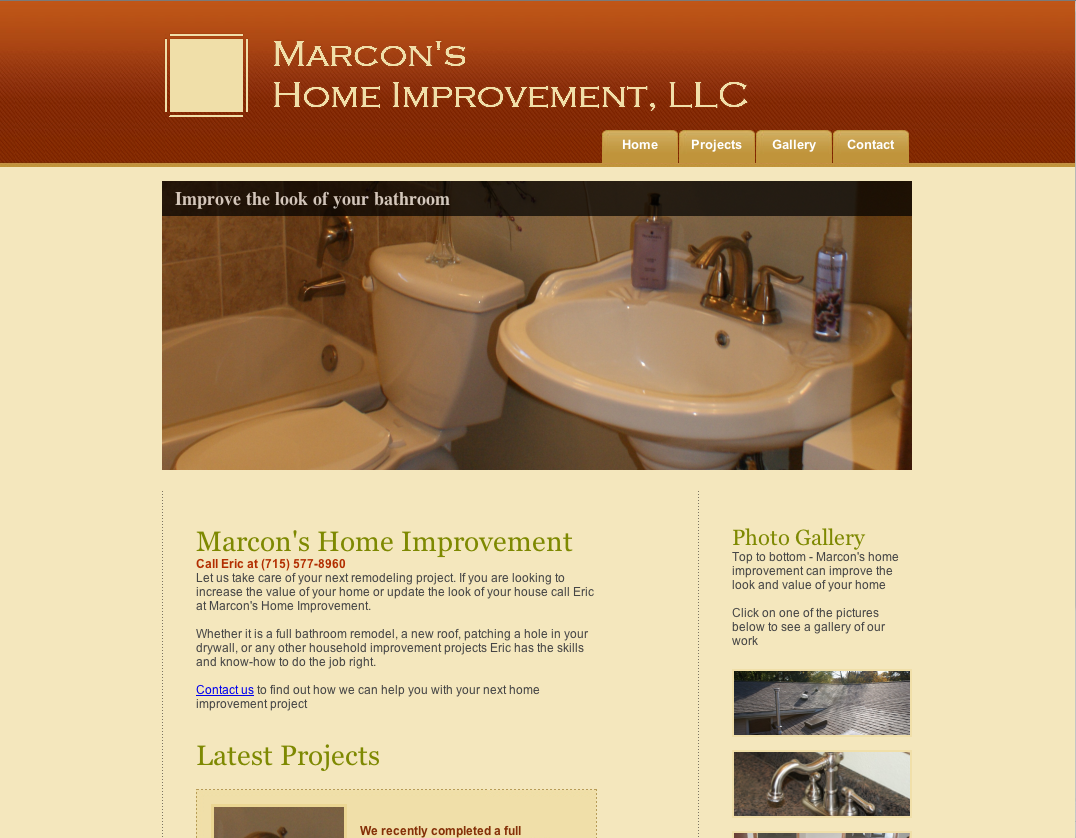 Marcon's
Home Improvement, LLC
Home Projects Gallery Contact
Improve the look of your bathroom
Marcon's Home Improvement
Call Eric at (715) 577-8960
Let us take care of your next remodeling project. If you are looking to
increase the value of your home or update the look of your house call Eric
at Marcon's Home Improvement.
Whether it is a full bathroom remodel, a new roof, patching a hole in your
drywall, or any other household improvement projects Eric has the skills
and know-how to do the job right.
Contact us to find out how we can help you with your next home
improvement project
Latest Projects
We recently completed a full
Photo Gallery
Top to bottom - Marcon's home
improvement can improve the
look and value of your home
Click on one of the pictures
below to see a gallery of our
work